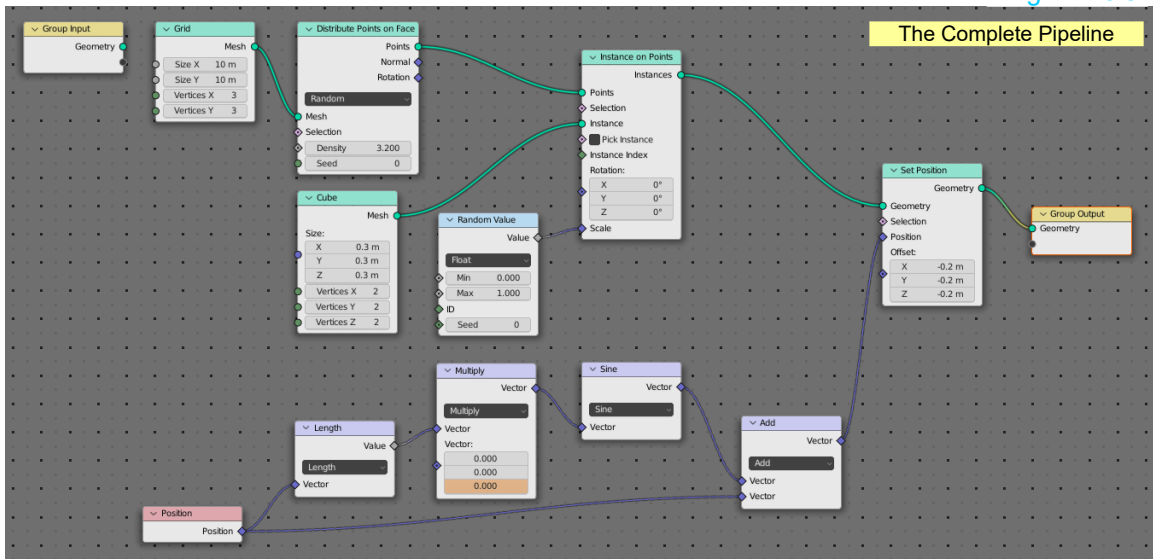 The Complete Pipeline
Group Input
Geometry
Grid
Mesh
Size X 10 m
Size Y 10 m
Vertices X 3
Vertices Y 3
Distribute Points on Face
Points
Normal
Rotation
Random
Mesh
Selection
Density 3.200
Seed 0
Instance on Points
Instances
Points
Selection
Instance
Pick Instance
Instance Index
Rotation:
X 0°
Y 0°
Z 0°
Scale
Cube
Mesh
Size:
X 0.3 m
Y 0.3 m
Z 0.3 m
Vertices X 2
Vertices Y 2
Vertices Z 2
Random Value
Value
Float
Min 0.000
Max 1.000
ID
Seed 0
Set Position
Geometry
Geometry
Selection
Position
Offset:
X -0.2 m
Y -0.2 m
Z -0.2 m
Group Output
Geometry
Multiply
Vector
Multiply
Vector
Vector:
0.000
0.000
0.000
Sine
Vector
Sine
Vector
Length
Value
Length
Vector
Add
Vector
Add
Vector
Vector
Position
Position